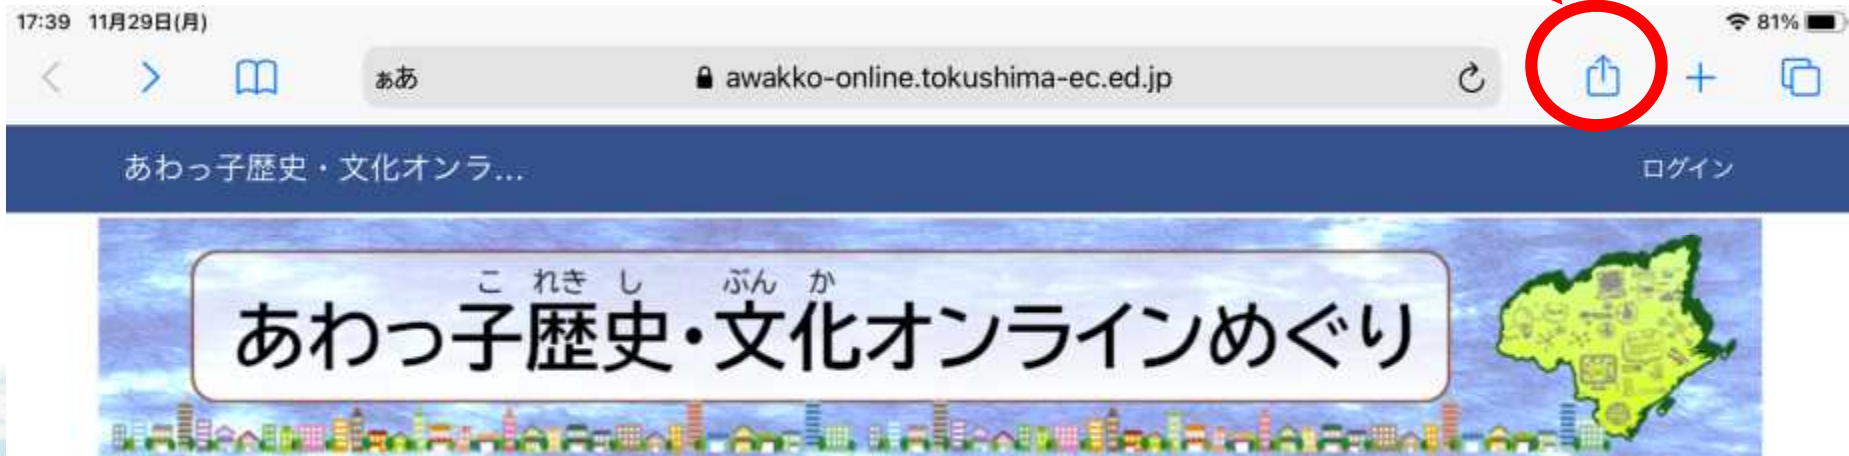 17:39 11月29日(月)
81%
ぁあ
awakko-online.tokushima-ec.ed.jp
あわっ子歴史・文化オンラ...
ログイン
こ れき し ぶん か
あわっ子歴史・文化オンラインめぐり